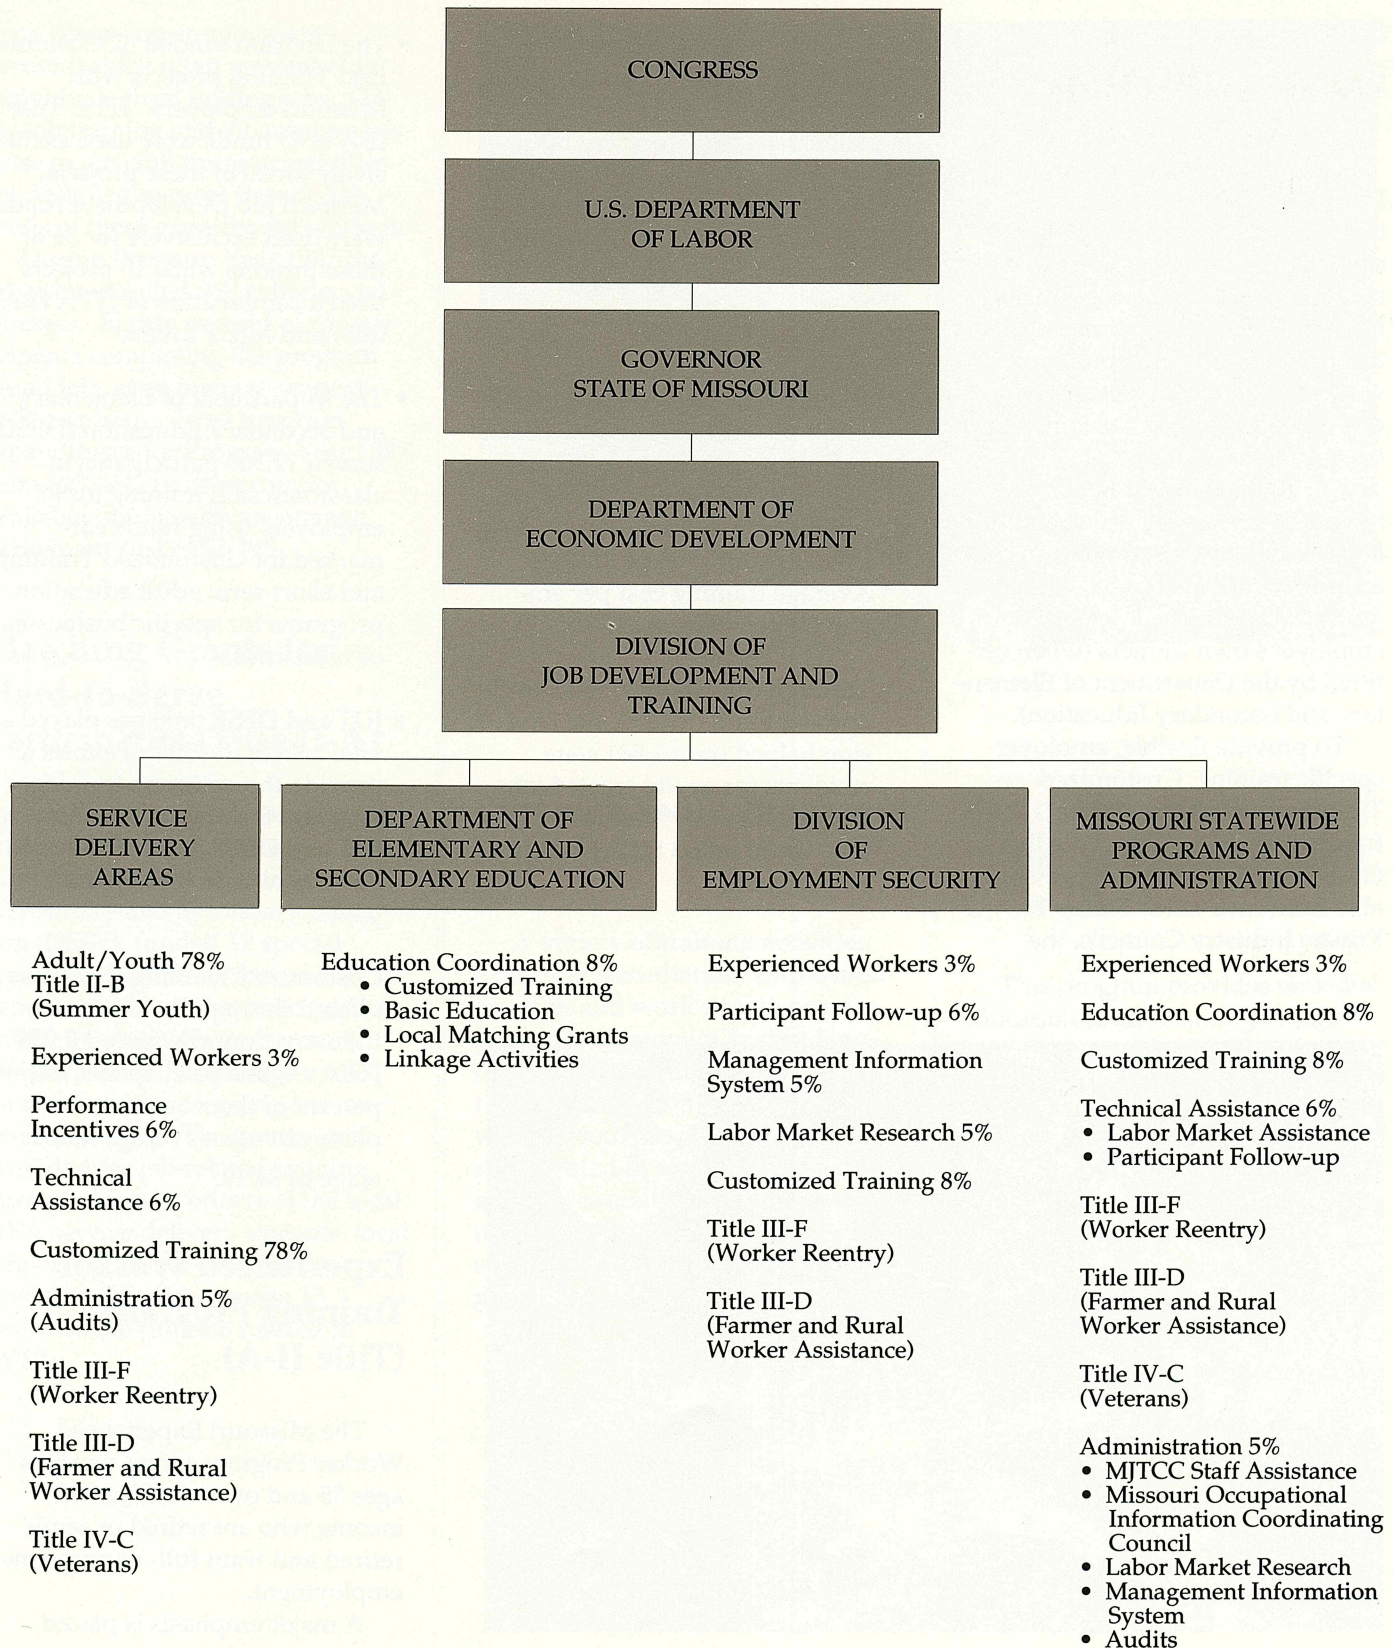 CONGRESS
U.S. DEPARTMENT
OF LABOR
GOVERNOR
STATE OF MISSOURI
DEPARTMENT OF
ECONOMIC DEVELOPMENT
DIVISION OF
JOB DEVELOPMENT AND
TRAINING
SERVICE
DELIVERY
AREAS
Adult/Youth 78%
Title II-B
(Summer Youth)
Experienced Workers 3%
Performance
Incentives 6%
Technical
Assistance 6%
Customized Training 78%
Administration 5%
(Audits)
Title III-F
(Worker Reentry)
Title III-D
(Farmer and Rural
Worker Assistance)
Title IV-C
(Veterans)
DEPARTMENT OF
ELEMENTARY AND
SECONDARY EDUCATION
Education Coordination 8%
• Customized Training
• Basic Education
• Local Matching Grants
• Linkage Activities
DIVISION
OF
EMPLOYMENT SECURITY
Experienced Workers 3%
Participant Follow-up 6%
Management Information
System 5%
Labor Market Research 5%
Customized Training 8%
Title III-F
(Worker Reentry)
Title III-D
(Farmer and Rural
Worker Assistance)
MISSOURI STATEWIDE
PROGRAMS AND
ADMINISTRATION
Experienced Workers 3%
Education Coordination 8%
Customized Training 8%
Technical Assistance 6%
• Labor Market Assistance
• Participant Follow-up
Title III-F
(Worker Reentry)
Title III-D
(Farmer and Rural
Worker Assistance)
Title IV-C
(Veterans)
Administration 5%
• MJTCC Staff Assistance
• Missouri Occupational
Information Coordinating
Council
• Labor Market Research
• Management Information
System
• Audits